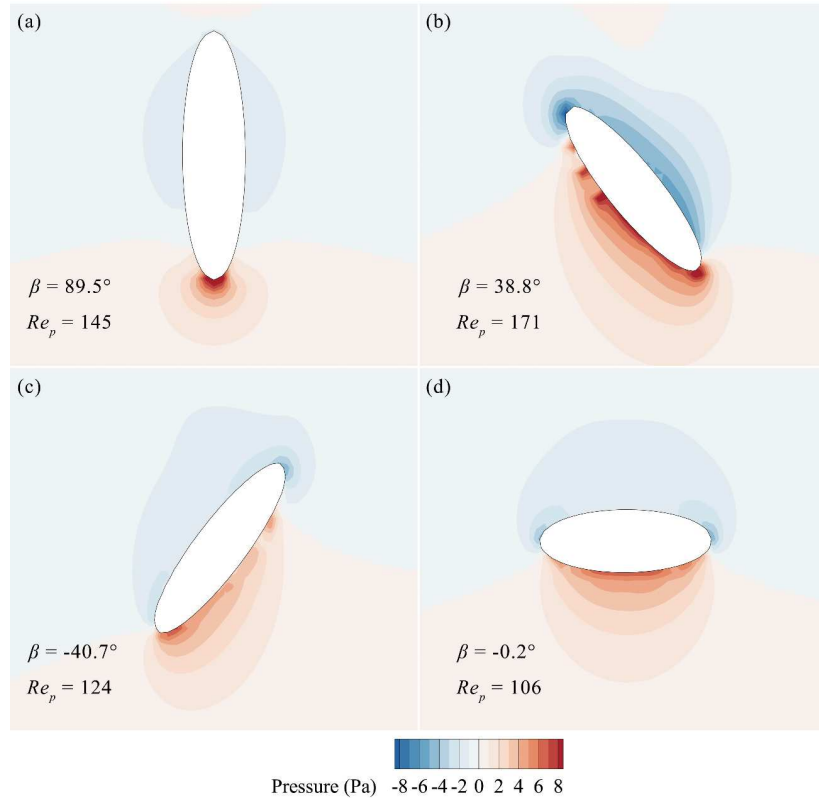 (a)
β = 89.5°
Re_p = 145
(b)
β = 38.8°
Re_p = 171
(c)
β = -40.7°
Re_p = 124
(d)
β = -0.2°
Re_p = 106
Pressure (Pa) -8 -6 -4 -2 0 2 4 6 8